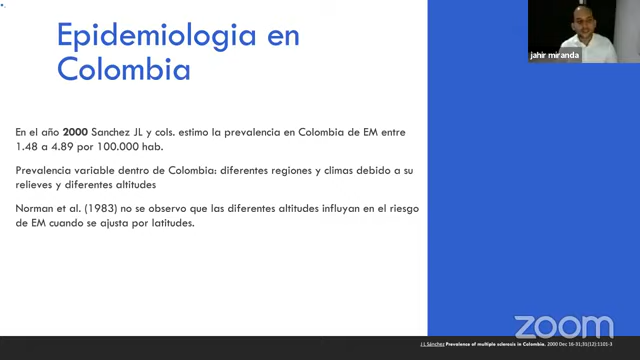 Epidemiologia en
Colombia
jahir miranda
En el año 2000 Sanchez JL y cols. estimo la prevalencia en Colombia de EM entre
1.48 a 4.89 por 100.000 hab.
Prevalencia variable dentro de Colombia: diferentes regiones y climas debido a su
relieves y diferentes altitudes
Norman et al. (1983) no se observo que las diferentes altitudes influyan en el riesgo
de EM cuando se ajusta por latitudes.
zoom
J L Sánchez Prevalence of multiple sclerosis in Colombia. 2000 Dec 16-31;31(12):1101-3